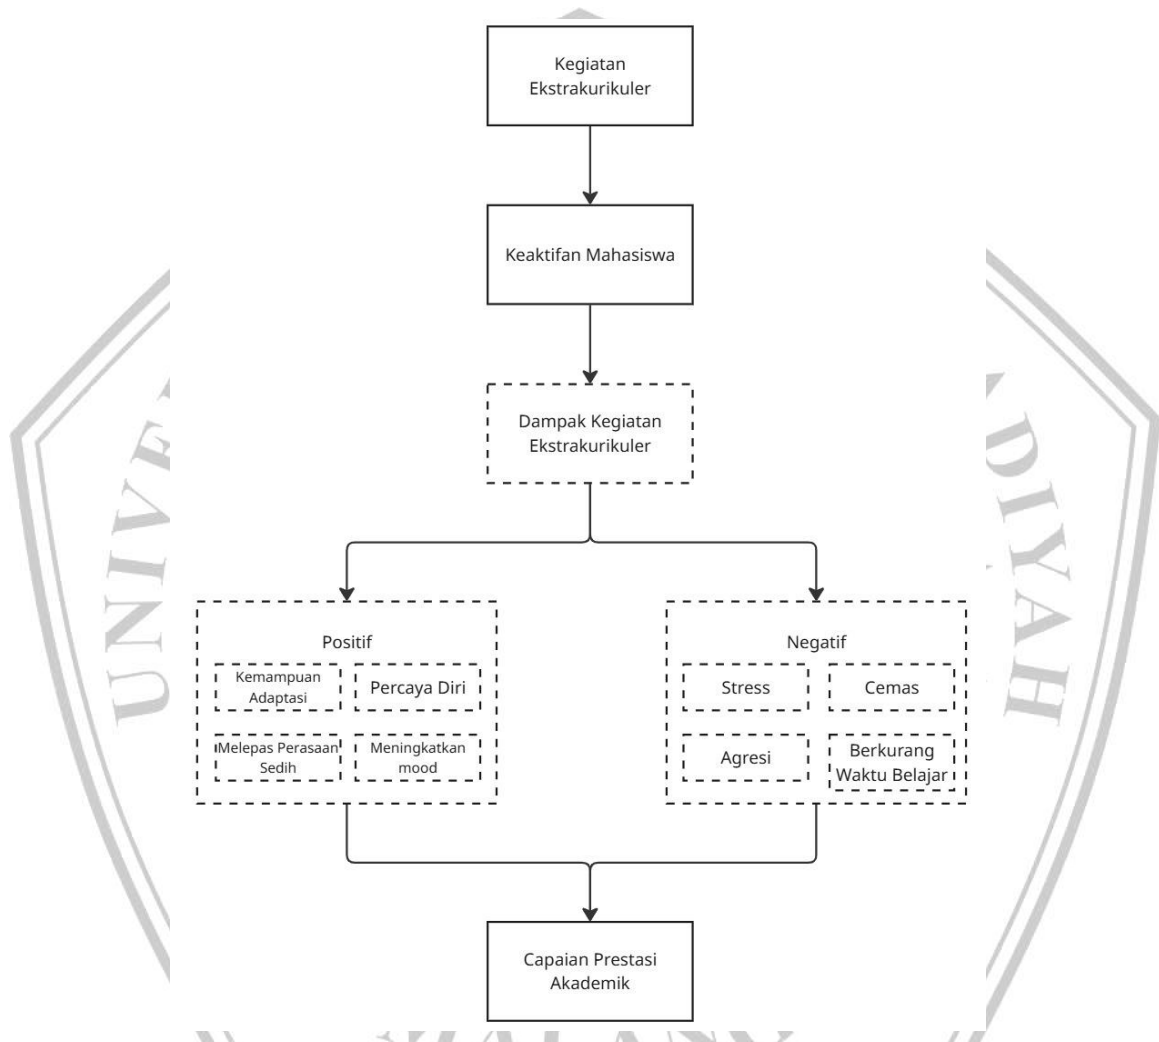 Kegiatan
Ekstrakurikuler
Keaktifan Mahasiswa
Dampak Kegiatan
Ekstrakurikuler
Positif
Kemampuan
Adaptasi
Percaya Diri
Melepas Perasaan
Sedih
Meningkatkan
mood
Negatif
Stress
Cemas
Agresi
Berkurang
Waktu Belajar
Capaian Prestasi
Akademik